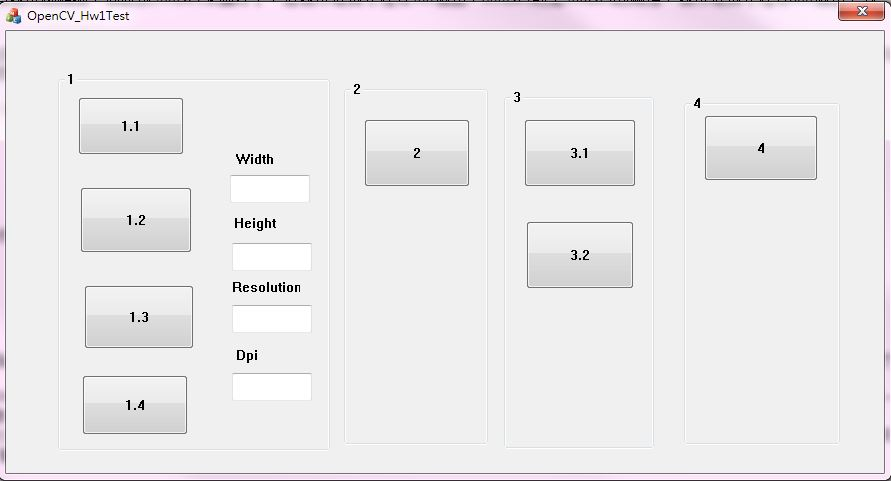 OpenCV_Hw1Test
1
1.1
1.2
1.3
1.4
Width
Height
Resolution
Dpi
2
2
3
3.1
3.2
4
4